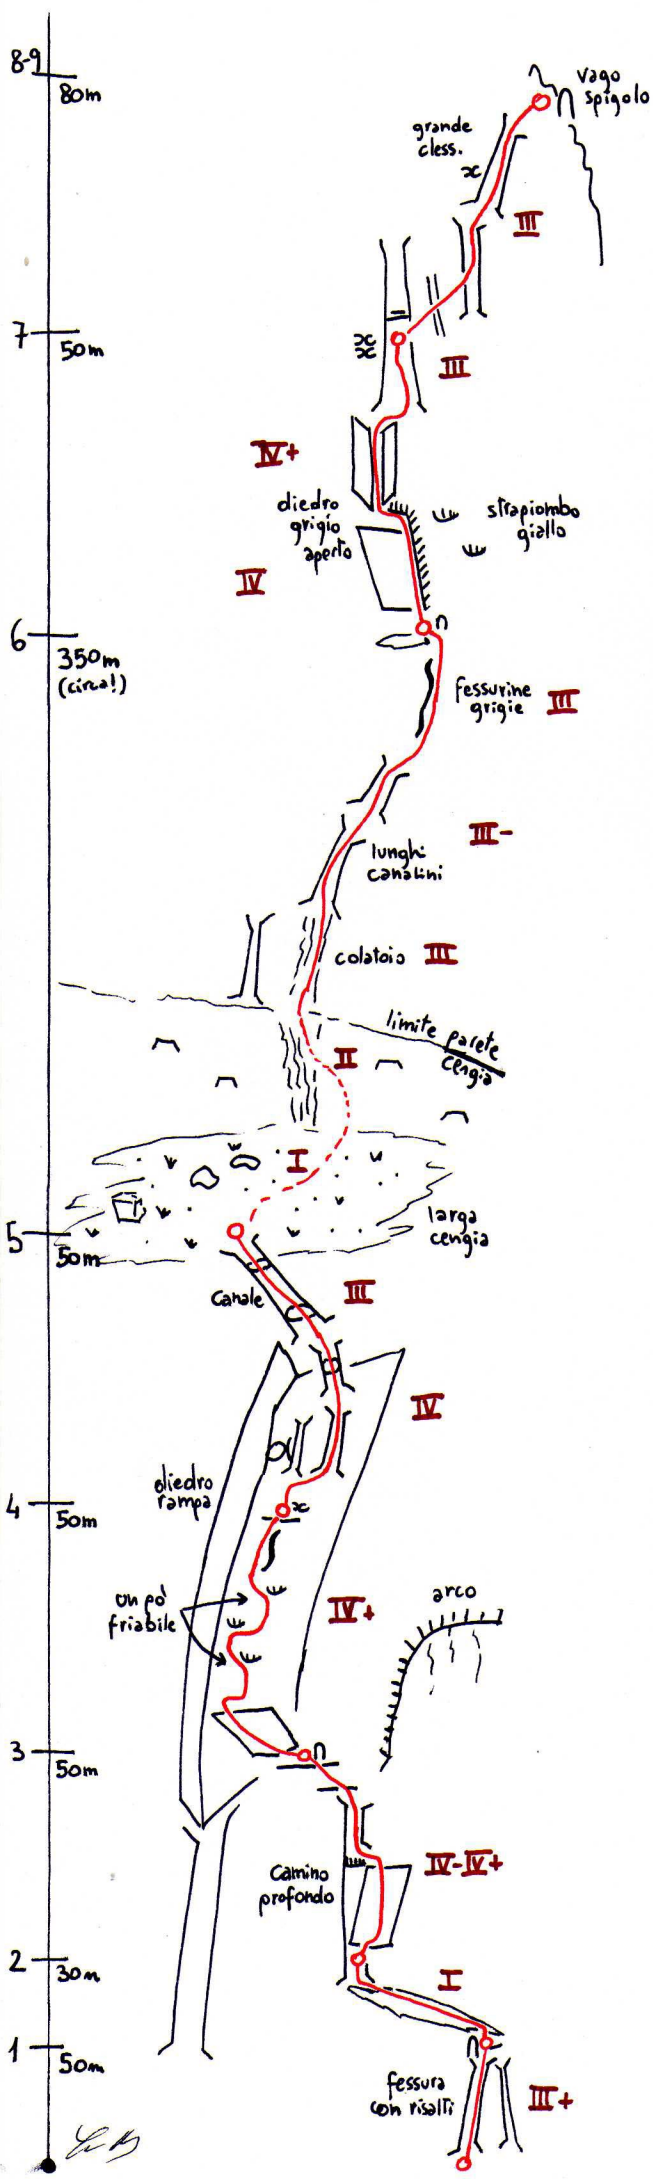 8-9
80m
vago
spigolo
grande
cless.
III
7
50m
III
IV+
diedro
grigio
aperto
strapiombo
giallo
IV
6
350m
(circa!)
fessurine
grigie
III
III-
lunghi
canalini
colatoio
III
limite parete
cengia
II
I
larga
cengia
5
50m
Canale
III
IV
diedro
rampa
4
50m
un pò
friabile
IV+
arco
3
50m
Camino
profondo
IV-IV+
2
30m
I
1
50m
fessura
con risalti
III+